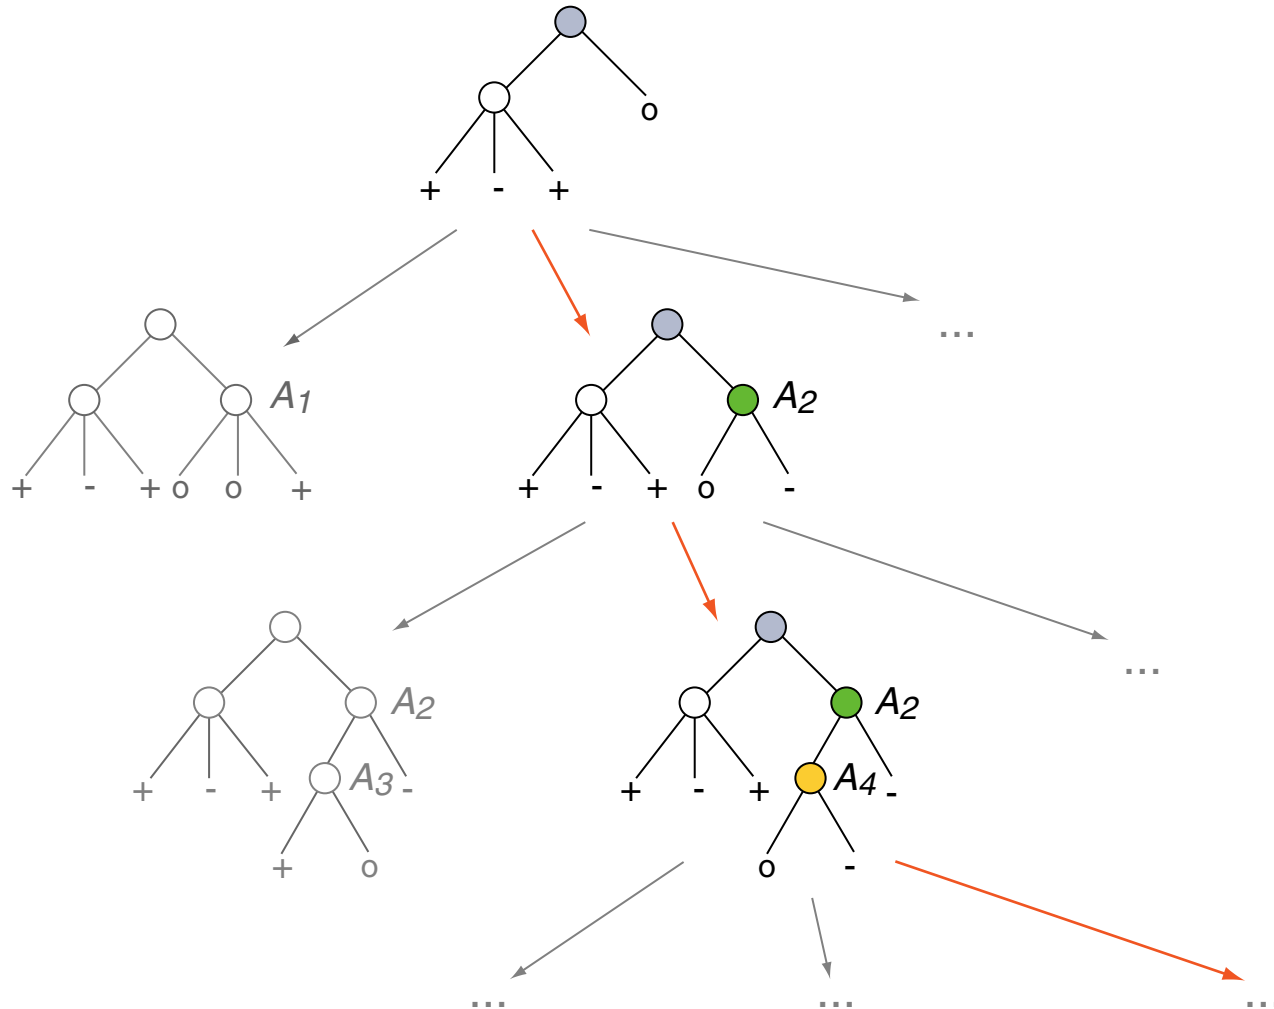 o
+ - +
...
A1
A2
+ - + o o +
+ - + o -
...
A2
A2
+ - + A3 -
+ - + A4 -
+ o
o -
... ... ..